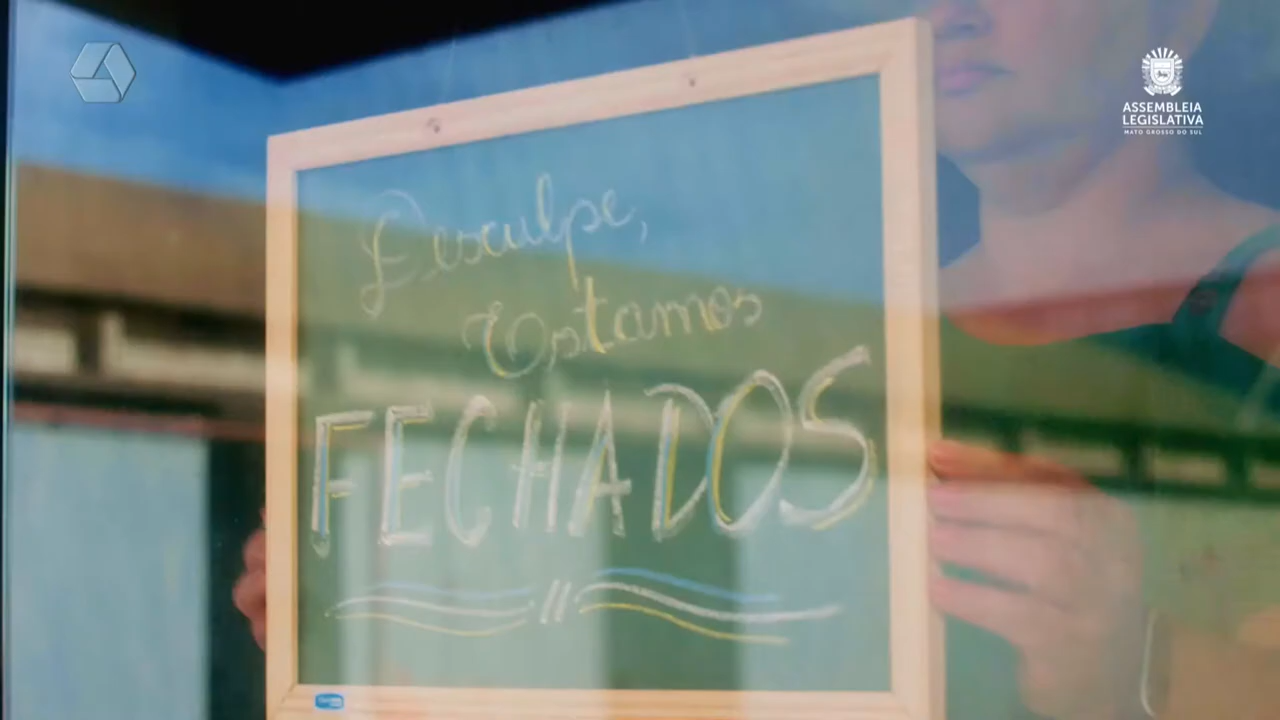 Desculpe,
Estamos
FECHADOS
ASSEMBLEIA
LEGISLATIVA
MATO GROSSO DO SUL